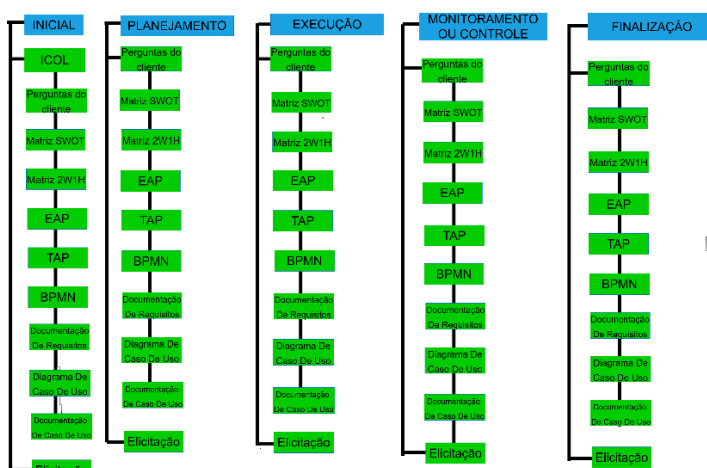 INICIAL
ICOL
Perguntas do
cliente
Matriz SWOT
Matriz 2W1H
EAP
TAP
BPMN
Documentação
De Requisitos
Diagrama De
Caso De Uso
Documentação
De Caso De Uso
Elicitação
PLANEJAMENTO
Perguntas do
cliente
Matriz SWOT
Matriz 2W1H
EAP
TAP
BPMN
Documentação
De Requisitos
Diagrama De
Caso De Uso
Documentação
De Caso De Uso
Elicitação
EXECUÇÃO
Perguntas do
cliente
Matriz SWOT
Matriz 2W1H
EAP
TAP
BPMN
Documentação
De Requisitos
Diagrama De
Caso De Uso
Documentação
De Caso De Uso
Elicitação
MONITORAMENTO
OU CONTROLE
Perguntas do
cliente
Matriz SWOT
Matriz 2W1H
EAP
TAP
BPMN
Documentação
De Requisitos
Diagrama De
Caso De Uso
Documentação
De Caso De Uso
Elicitação
FINALIZAÇÃO
Perguntas do
cliente
Matriz SWOT
Matriz 2W1H
EAP
TAP
BPMN
Documentação
De Requisitos
Diagrama De
Caso De Uso
Documentação
Do Caso Do Uso
Elicitação